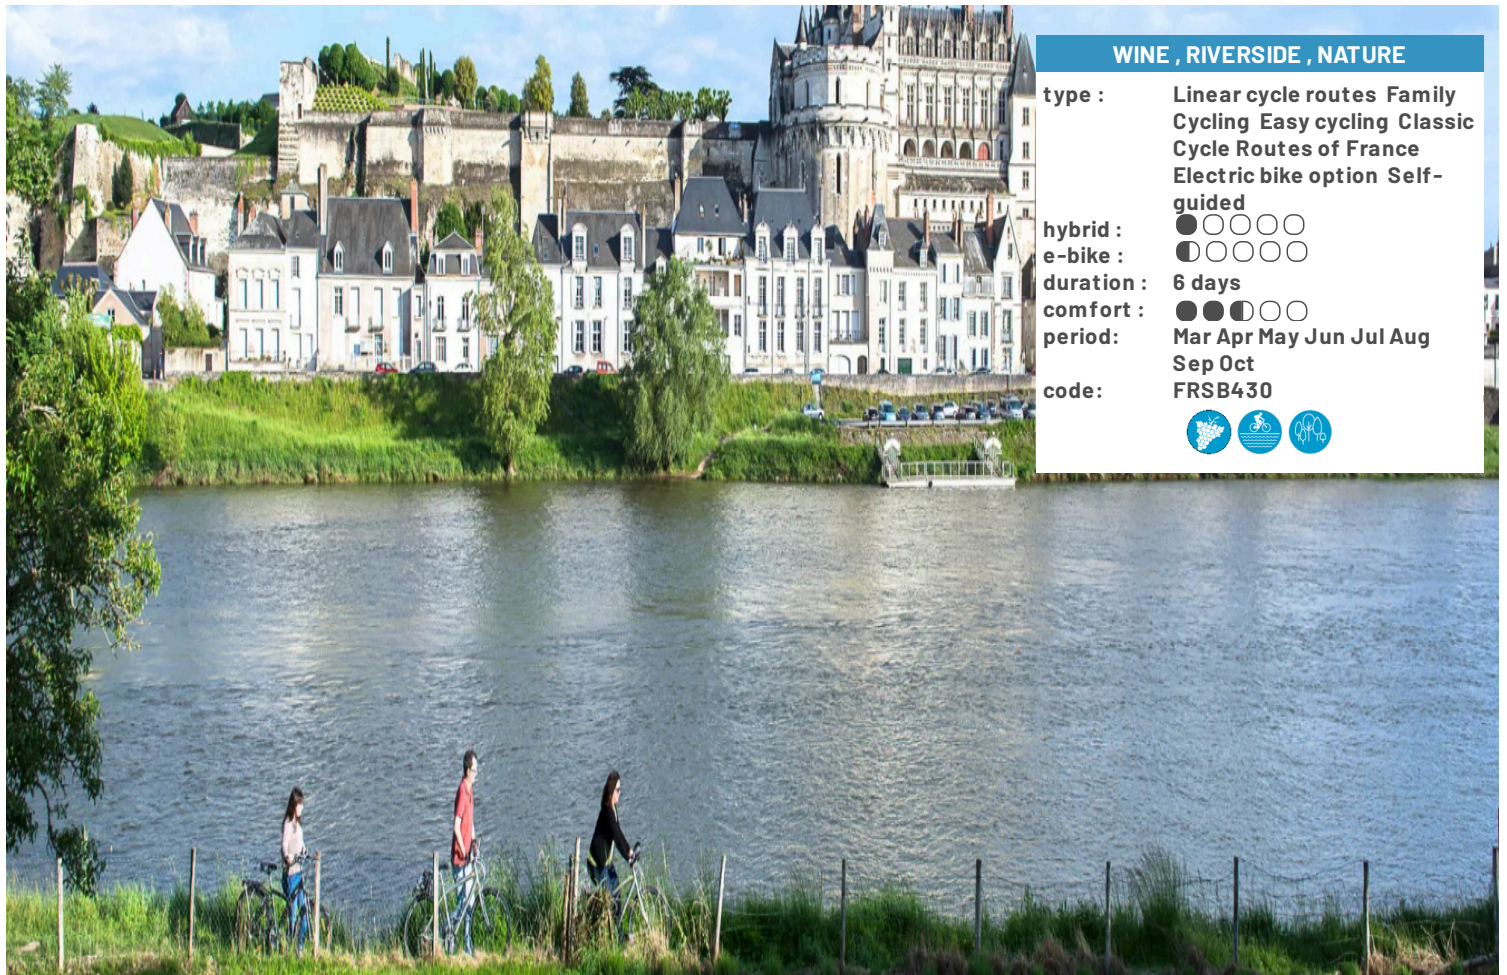 WINE , RIVERSIDE , NATURE
type : Linear cycle routes Family
Cycling Easy cycling Classic
Cycle Routes of France
Electric bike option Self-
guided
hybrid :
e-bike :
duration : 6 days
comfort :
period: Mar Apr May Jun Jul Aug
Sep Oct
code: FRSB430